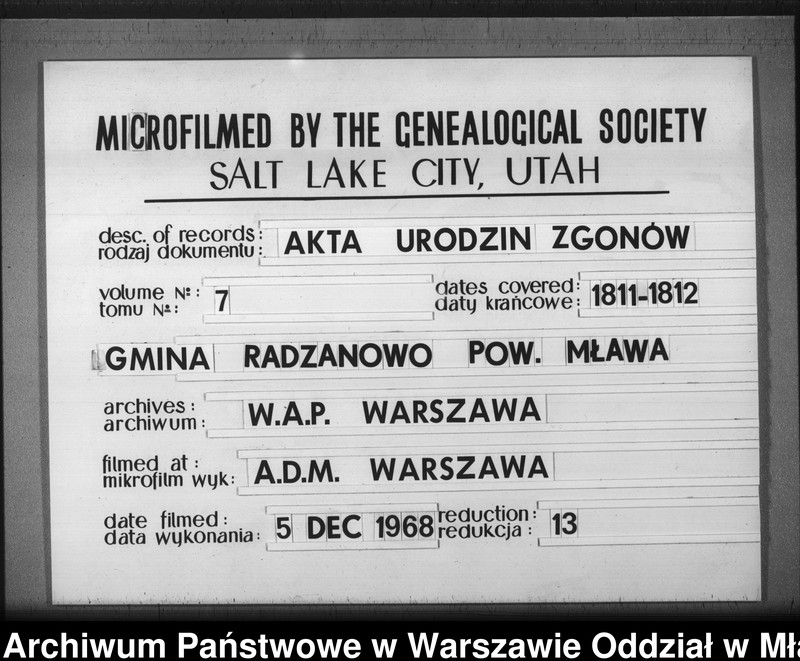 MICROFILMED BY THE GENEALOGICAL SOCIETY
SALT LAKE CITY, UTAH
desc. of records:
rodzaj dokumentu:
AKTA URODZIN ZGONÓW
volume Nº:
tomu Nº:
7
dates covered:
daty krańcowe:
1811-1812
GMINA RADZANOWO POW. MŁAWA
archives:
archiwum:
W.A.P. WARSZAWA
filmed at:
mikrofilm wyk:
A.D.M. WARSZAWA
date filmed:
data wykonania:
5 DEC 1968
reduction:
redukcja:
13
Archiwum Państwowe w Warszawie Oddział w